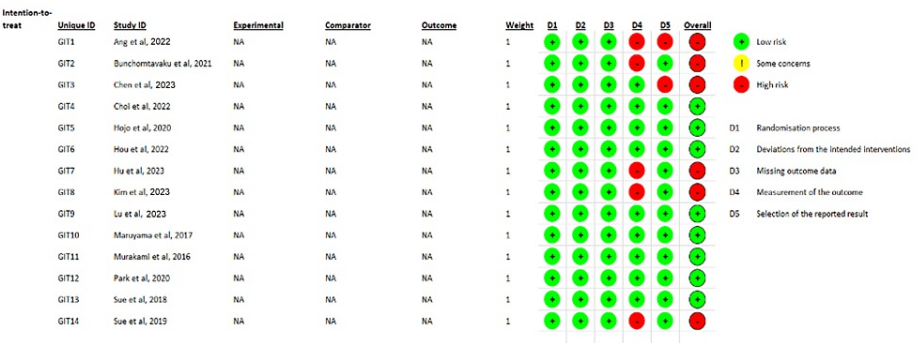 Intention-to-
treat
Unique ID Study ID Experimental Comparator Outcome Weight D1 D2 D3 D4 D5 Overall
GIT1 Ang et al, 2022 NA NA NA 1 + + + - - -
GIT2 Bunchomtavaku et al, 2021 NA NA NA 1 + + + - + -
GIT3 Chen et al, 2023 NA NA NA 1 + + + + - -
GIT4 Choi et al, 2022 NA NA NA 1 + + + + + +
GIT5 Hojo et al, 2020 NA NA NA 1 + + + + + +
GIT6 Hou et al, 2022 NA NA NA 1 + + + + + +
GIT7 Hu et al, 2023 NA NA NA 1 + + + - + -
GIT8 Kim et al, 2023 NA NA NA 1 + + + - + -
GIT9 Lu et al, 2023 NA NA NA 1 + + + + + +
GIT10 Maruyama et al, 2017 NA NA NA 1 + + + + + +
GIT11 Murakami et al, 2016 NA NA NA 1 + + + + + +
GIT12 Park et al, 2020 NA NA NA 1 + + + + + +
GIT13 Sue et al, 2018 NA NA NA 1 + + + + + +
GIT14 Sue et al, 2019 NA NA NA 1 + + + - + -
+ Low risk
! Some concerns
- High risk
D1 Randomisation process
D2 Deviations from the intended interventions
D3 Missing outcome data
D4 Measurement of the outcome
D5 Selection of the reported result